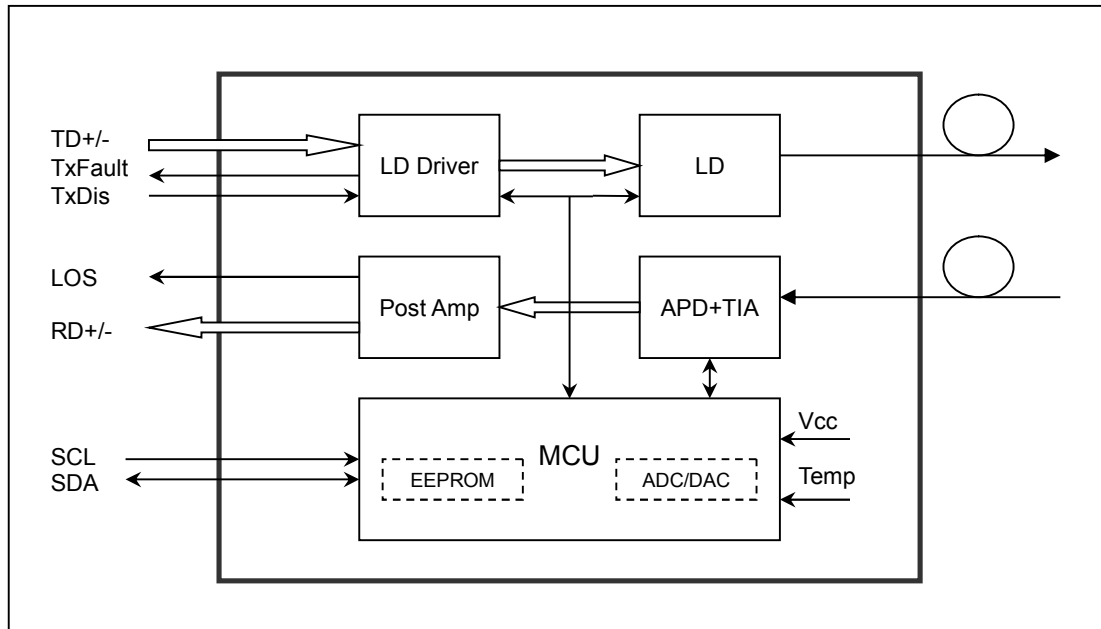 TD+/-
TxFault
TxDis
LD Driver
LD
LOS
RD+/-
Post Amp
APD+TIA
SCL
SDA
MCU
EEPROM
ADC/DAC
Vcc
Temp